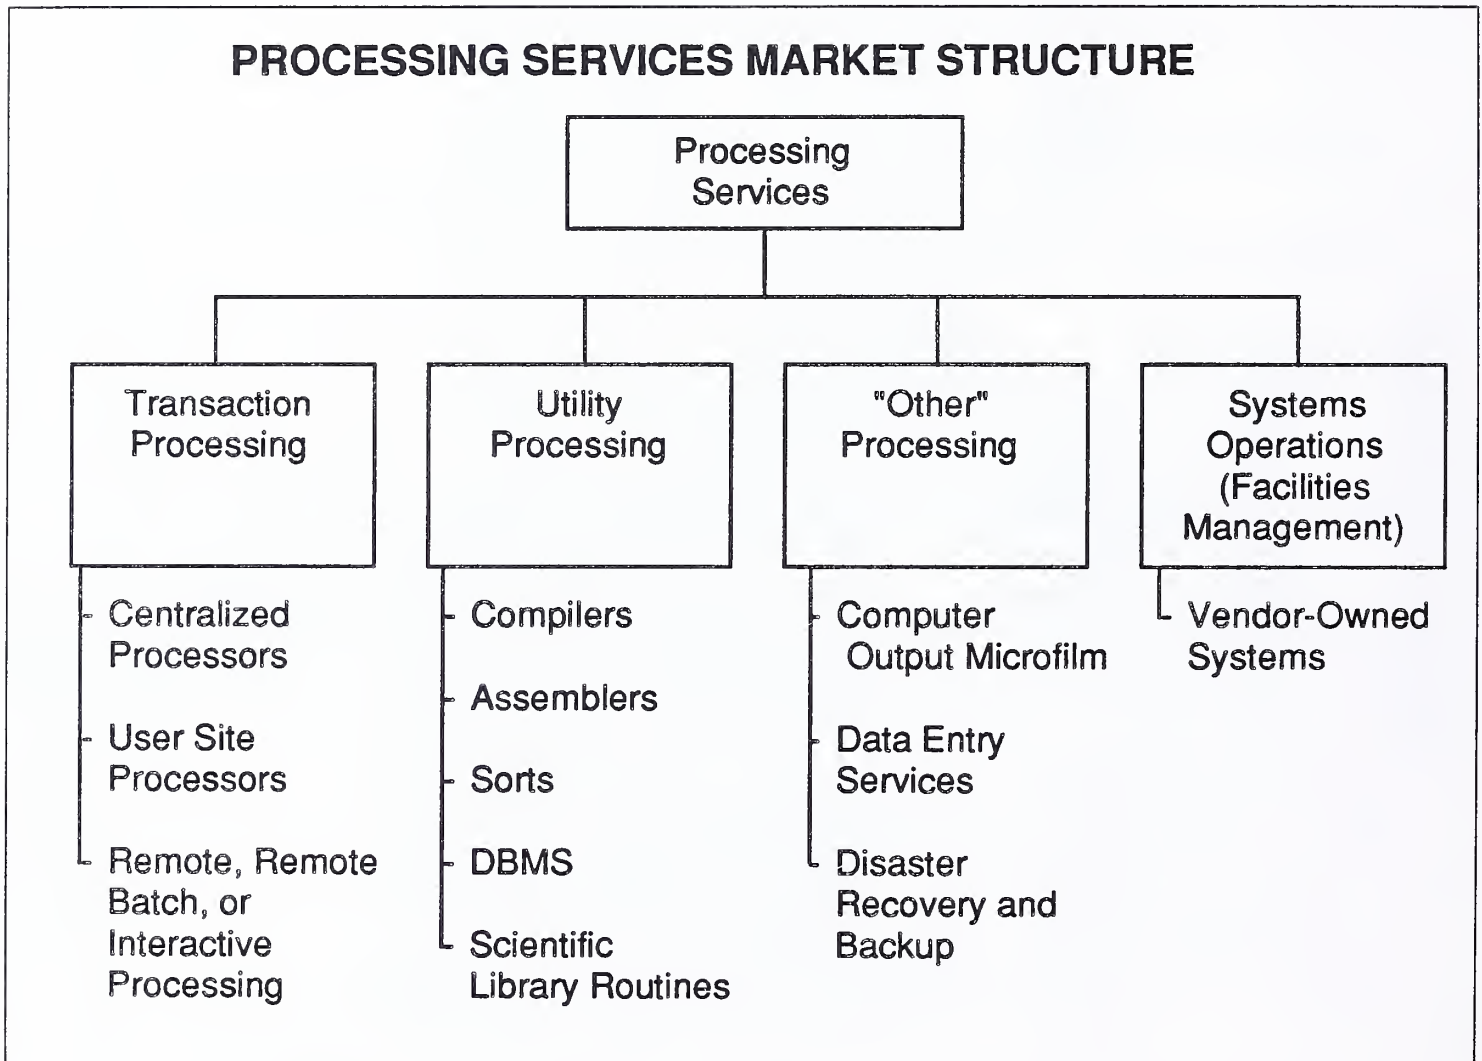 PROCESSING SERVICES MARKET STRUCTURE
Processing
Services
Transaction
Processing
Centralized
Processors
User Site
Processors
Remote, Remote
Batch, or
Interactive
Processing
Utility
Processing
Compilers
Assemblers
Sorts
DBMS
Scientific
Library Routines
"Other"
Processing
Computer
Output Microfilm
Data Entry
Services
Disaster
Recovery and
Backup
Systems
Operations
(Facilities
Management)
Vendor-Owned
Systems